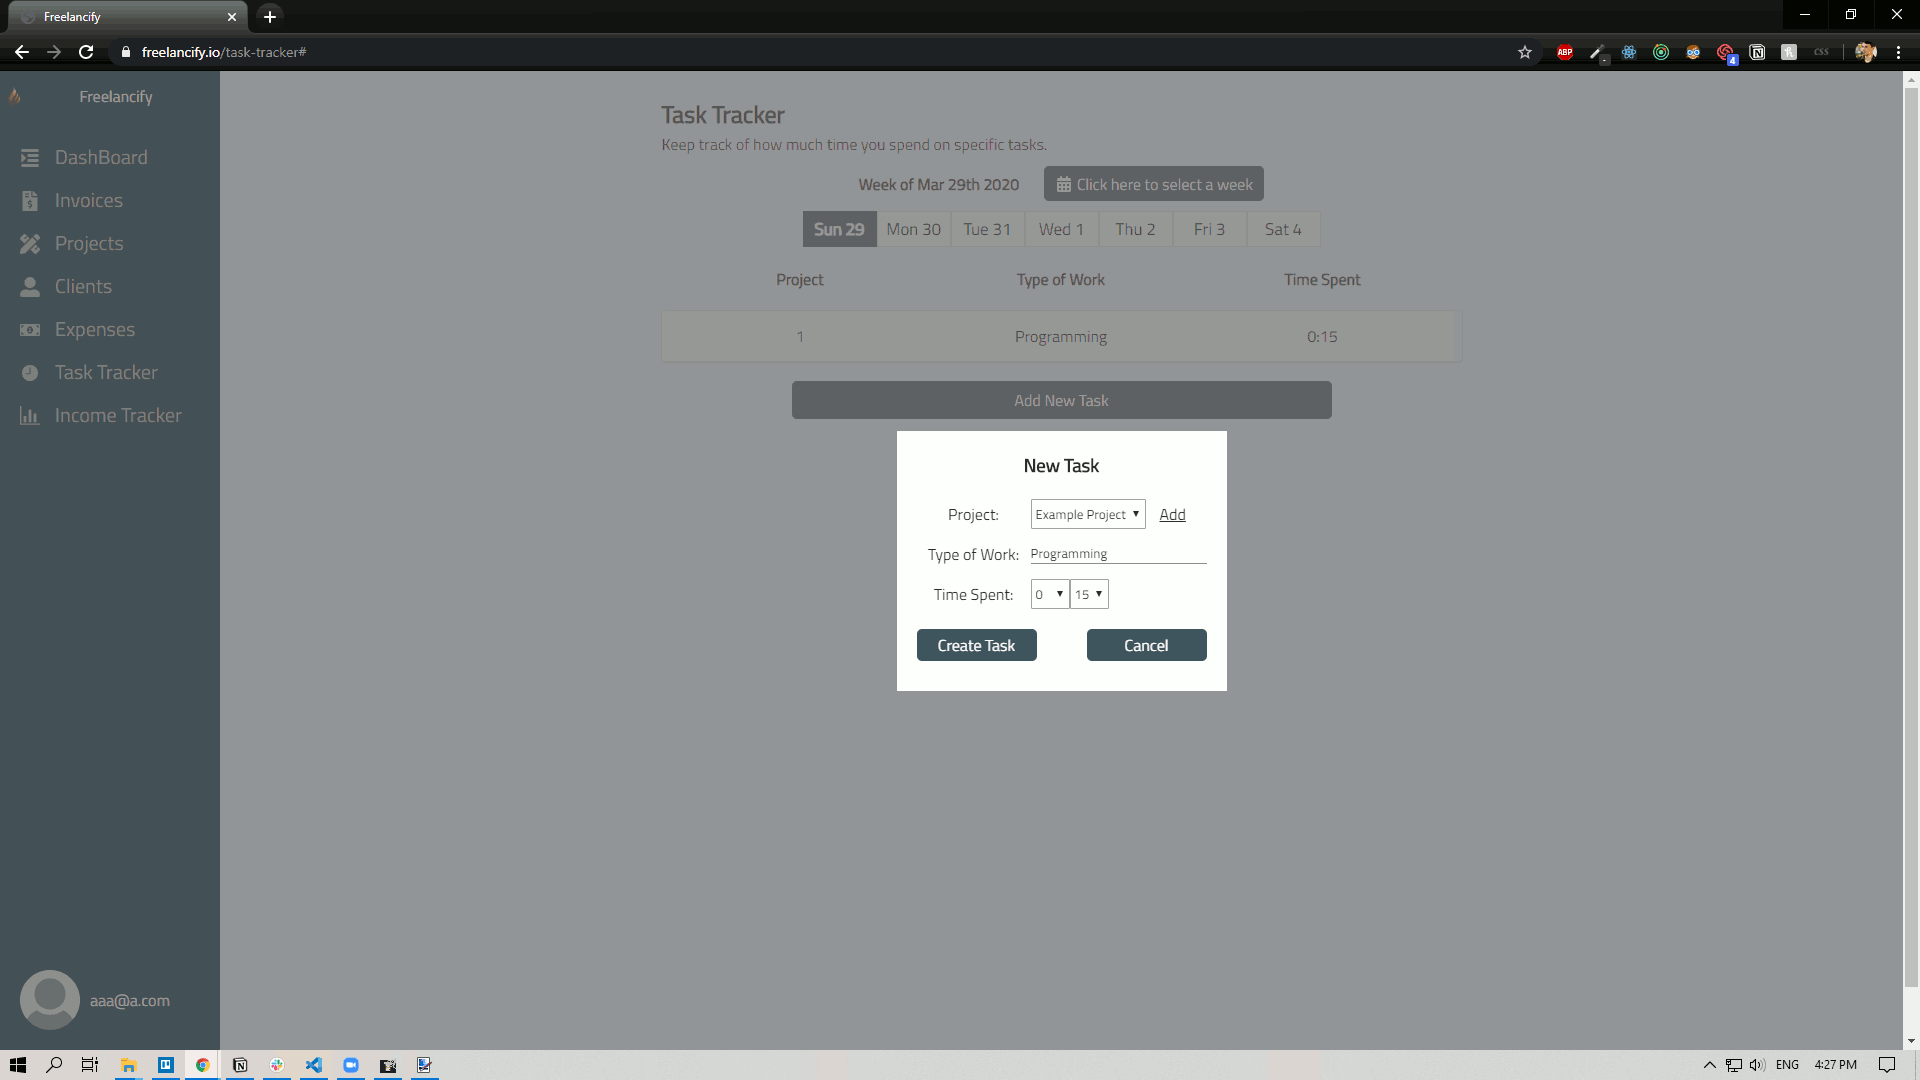 Freelancify
freelancify.io/task-tracker#
ABP
4
CSS
Freelancify
DashBoard
Invoices
Projects
Clients
Expenses
Task Tracker
Income Tracker
aaa@a.com
Task Tracker
Keep track of how much time you spend on specific tasks.
Week of Mar 29th 2020 Click here to select a week
Sun 29 Mon 30 Tue 31 Wed 1 Thu 2 Fri 3 Sat 4
Project Type of Work Time Spent
1 Programming 0:15
Add New Task
New Task
Project: Example Project Add
Type of Work: Programming
Time Spent: 0 15
Create Task Cancel
ENG 4:27 PM